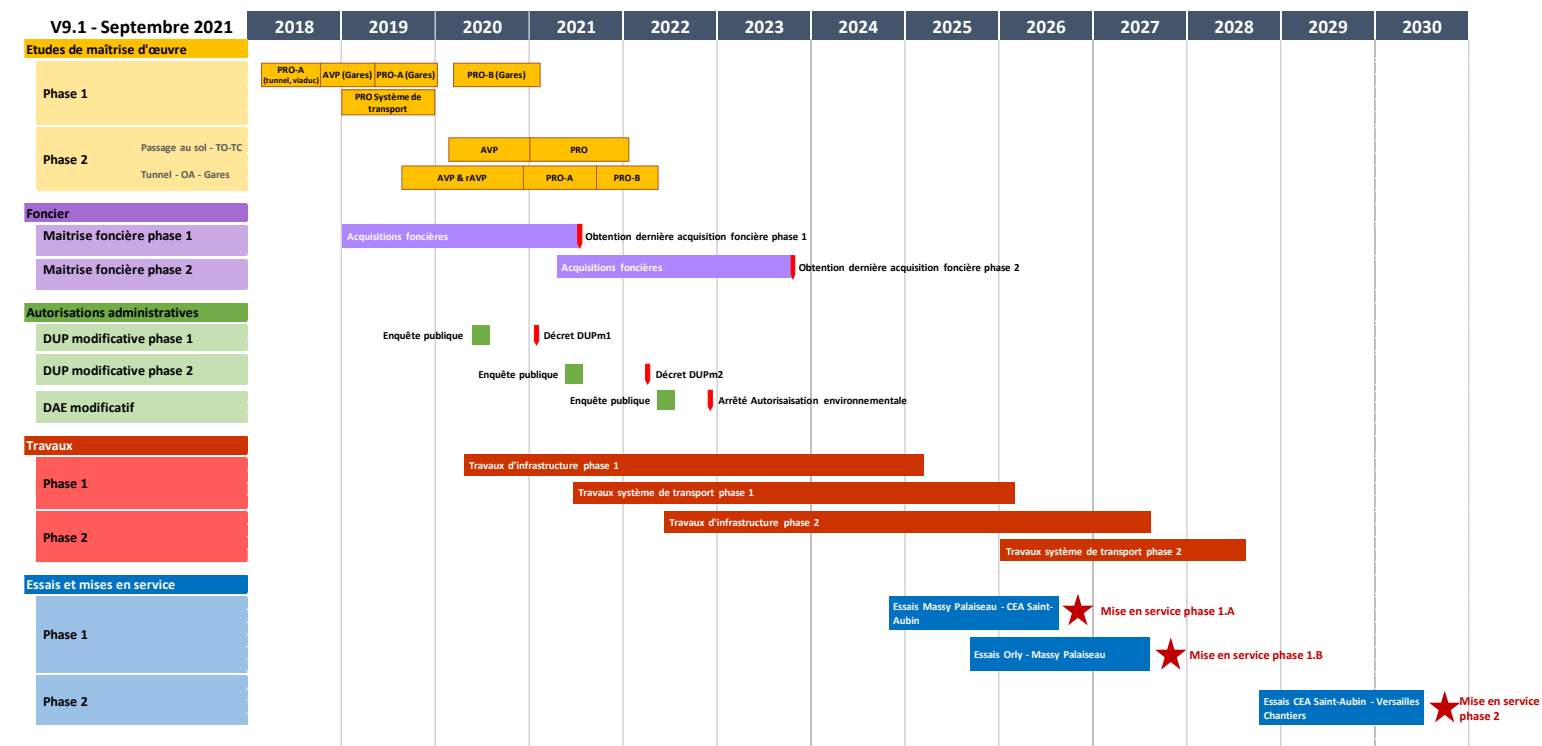 V9.1 - Septembre 2021 2018 2019 2020 2021 2022 2023 2024 2025 2026 2027 2028 2029 2030
Etudes de maîtrise d'œuvre
Phase 1
PRO-A
(tunnel, viaduc)
AVP (Gares)
PRO-A (Gares)
PRO-B (Gares)
PRO Système de
transport
Phase 2
Passage au sol - TO-TC
AVP
PRO
Tunnel - OA - Gares
AVP & rAVP
PRO-A
PRO-B
Foncier
Maitrise foncière phase 1
Acquisitions foncières
Obtention dernière acquisition foncière phase 1
Maitrise foncière phase 2
Acquisitions foncières
Obtention dernière acquisition foncière phase 2
Autorisations administratives
DUP modificative phase 1
Enquête publique
Décret DUPm1
DUP modificative phase 2
Enquête publique
Décret DUPm2
DAE modificatif
Enquête publique
Arrêté Autorisaisation environnementale
Travaux
Phase 1
Travaux d'infrastructure phase 1
Travaux système de transport phase 1
Phase 2
Travaux d'infrastructure phase 2
Travaux système de transport phase 2
Essais et mises en service
Phase 1
Essais Massy Palaiseau - CEA Saint-
Aubin
Mise en service phase 1.A
Essais Orly - Massy Palaiseau
Mise en service phase 1.B
Phase 2
Essais CEA Saint-Aubin - Versailles
Chantiers
Mise en service
phase 2